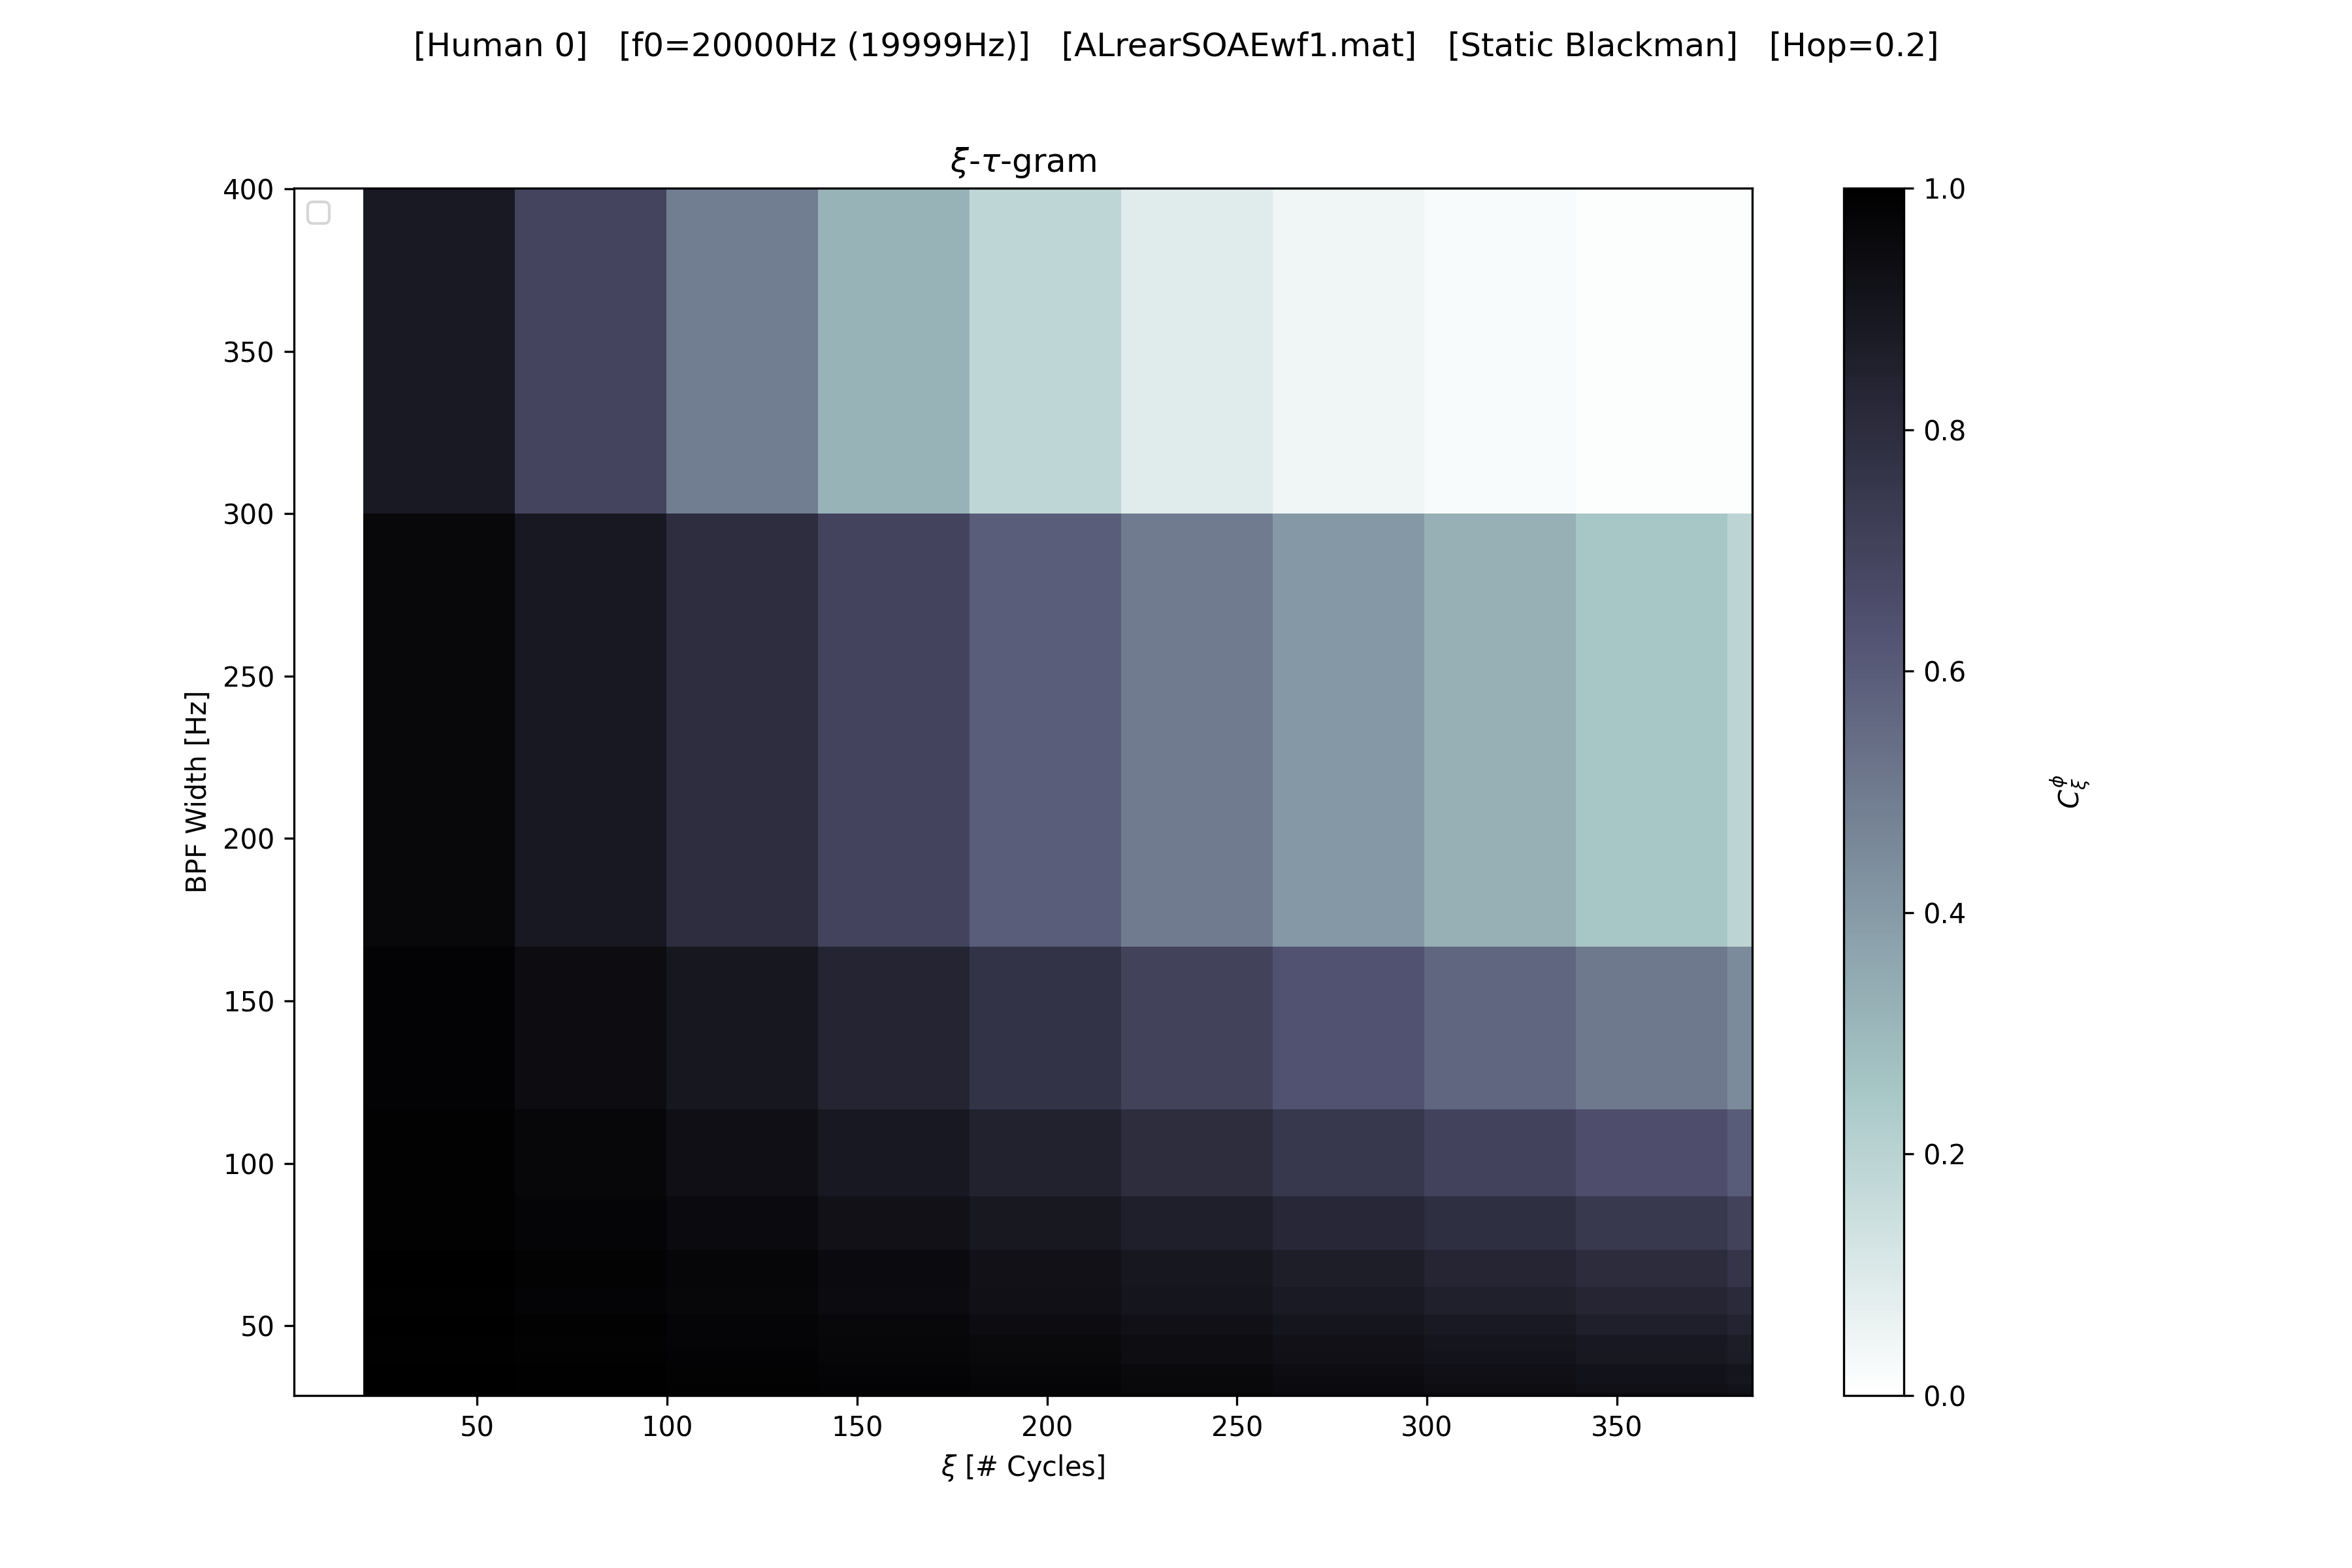 [Human 0]   [f0=20000Hz (19999Hz)]   [ALrearSOAEwf1.mat]   [Static Blackman]   [Hop=0.2]
ξ-τ-gram
400
350
300
250
200
150
100
50
BPF Width [Hz]
50 100 150 200 250 300 350
ξ [# Cycles]
1.0
0.8
0.6
0.4
0.2
0.0
C_ξ^ϕ